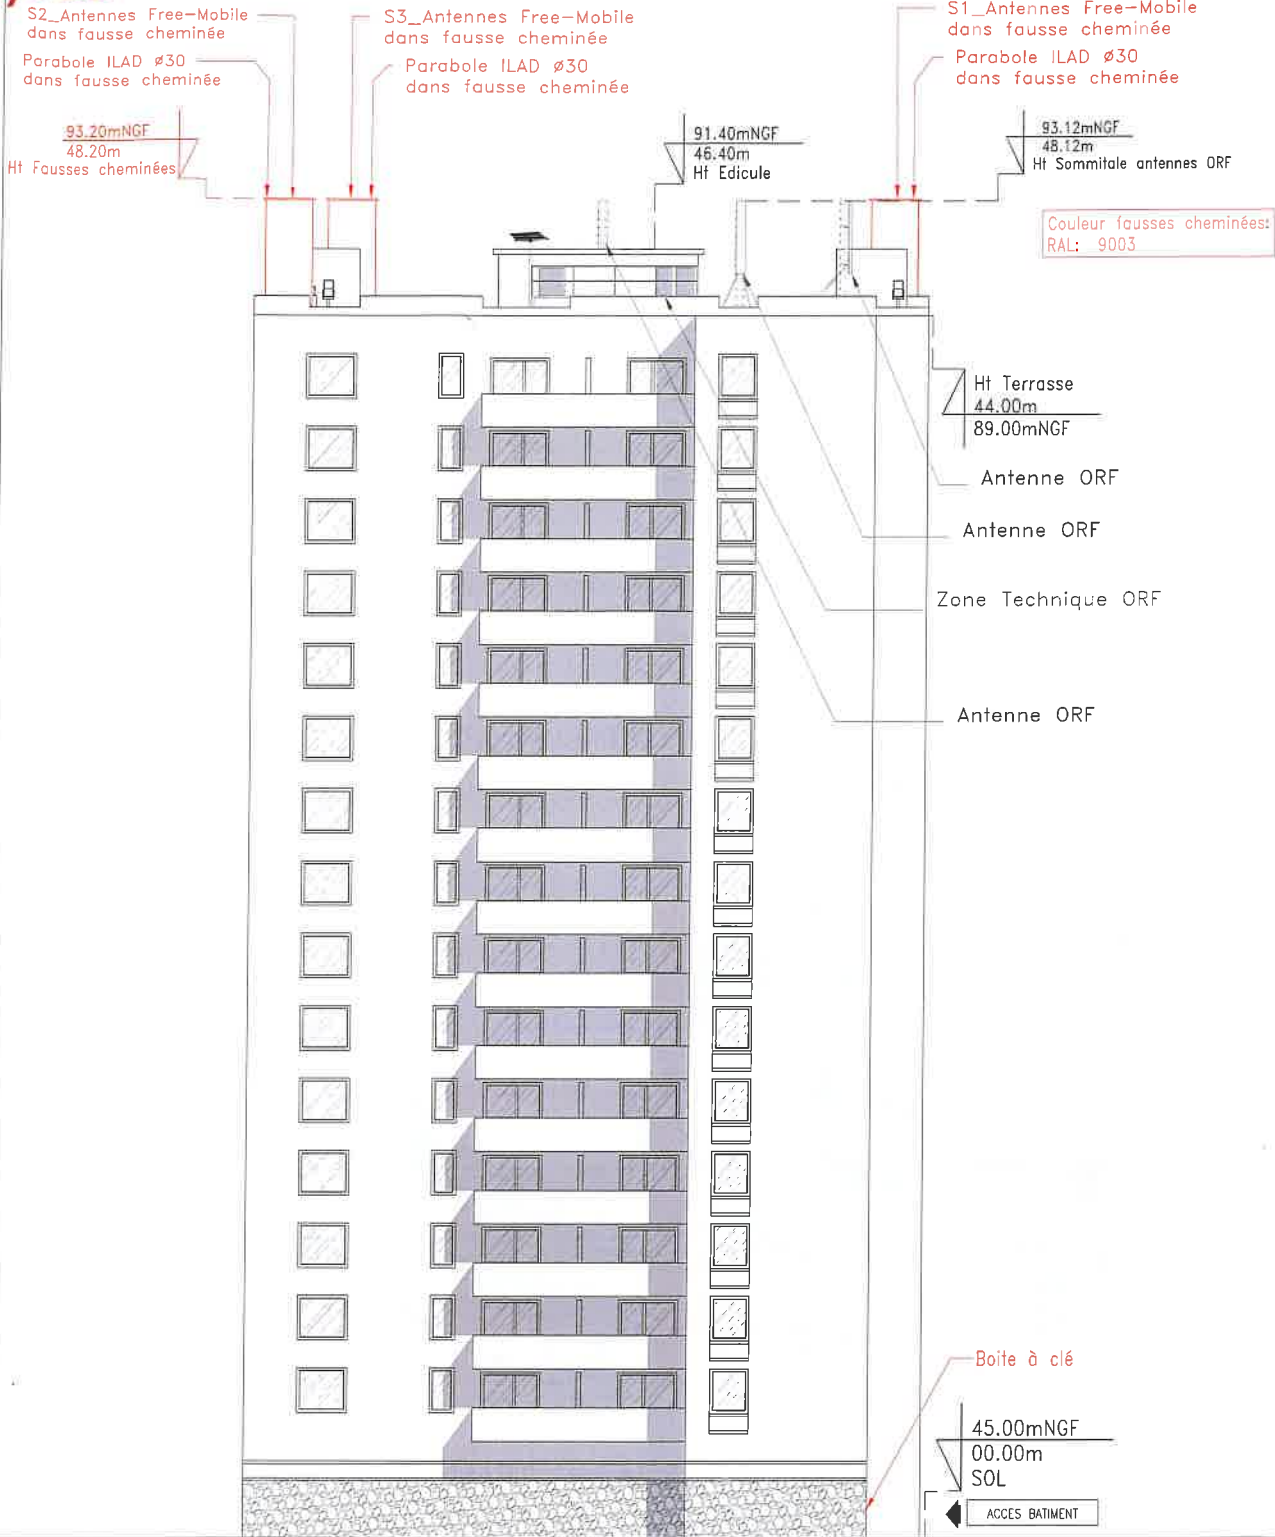 S2_Antennes Free-Mobile
dans fausse cheminée
Parabole ILAD ø30
dans fausse cheminée
S3_Antennes Free-Mobile
dans fausse cheminée
Parabole ILAD ø30
dans fausse cheminée
S1_Antennes Free-Mobile
dans fausse cheminée
Parabole ILAD ø30
dans fausse cheminée
93.20mNGF
48.20m
Ht Fausses cheminées
91.40mNGF
46.40m
Ht Edicule
93.12mNGF
48.12m
Ht Sommitale antennes ORF
Couleur fausses cheminées:
RAL: 9003
Ht Terrasse
44.00m
89.00mNGF
Antenne ORF
Antenne ORF
Zone Technique ORF
Antenne ORF
Boite à clé
45.00mNGF
00.00m
SOL
ACCES BATIMENT